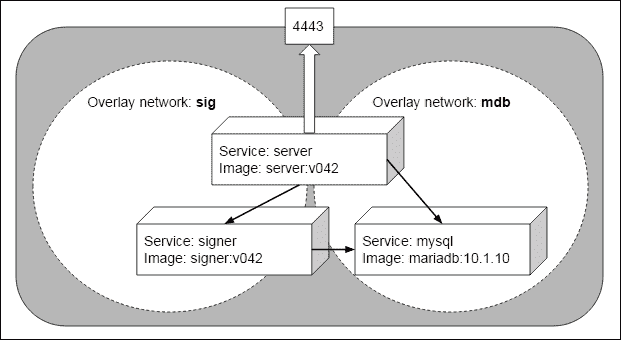 4443
Overlay network: sig
Overlay network: mdb
Service: server
Image: server:v042
Service: signer
Image: signer:v042
Service: mysql
Image: mariadb:10.1.10